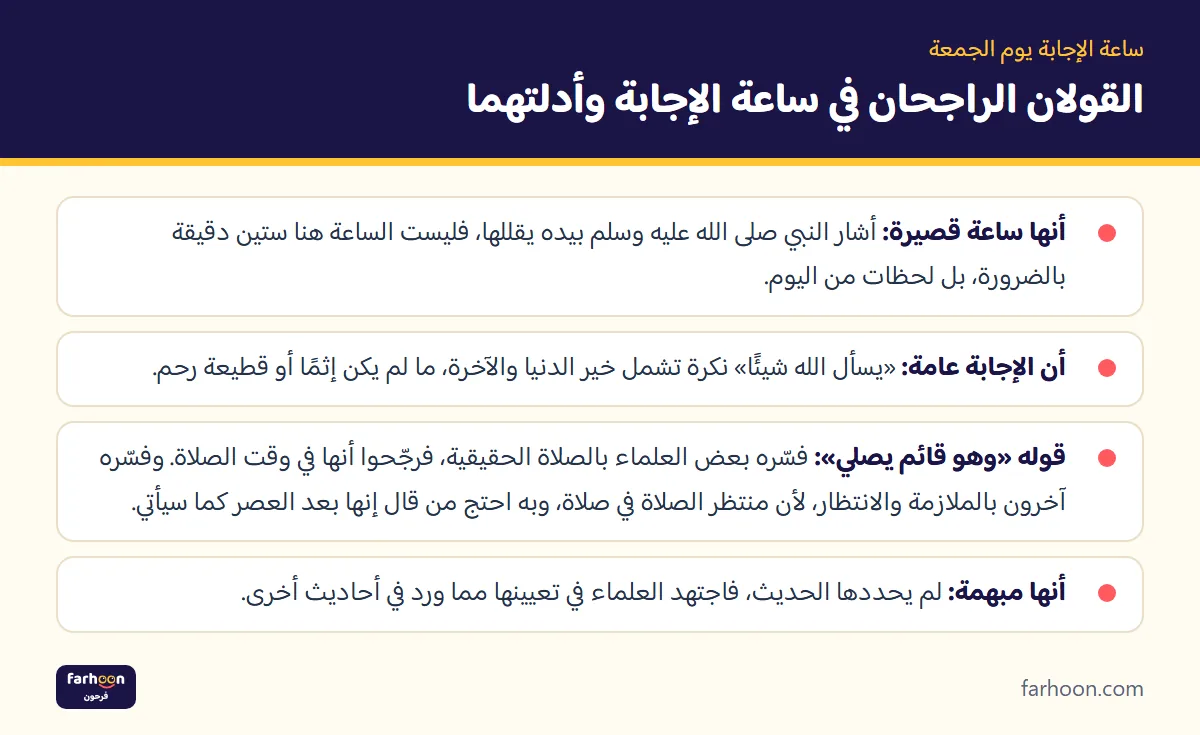 ساعة الإجابة يوم الجمعة
القولان الراجحان في ساعة الإجابة وأدلتهما
أنها ساعة قصيرة: أشار النبي صلى الله عليه وسلم بيده يقللها، فليست الساعة هنا ستين دقيقة
بالضرورة، بل لحظات من اليوم.
أن الإجابة عامة: «يسأل الله شيئًا» نكرة تشمل خير الدنيا والآخرة، ما لم يكن إثمًا أو قطيعة رحم.
قوله «وهو قائم يصلي»: فسّره بعض العلماء بالصلاة الحقيقية، فرجّحوا أنها في وقت الصلاة. وفسّره
آخرون بالملازمة والانتظار، لأن منتظر الصلاة في صلاة، وبه احتج من قال إنها بعد العصر كما سيأتي.
أنها مبهمة: لم يحددها الحديث، فاجتهد العلماء في تعيينها مما ورد في أحاديث أخرى.
farhoon
فرحون
farhoon.com